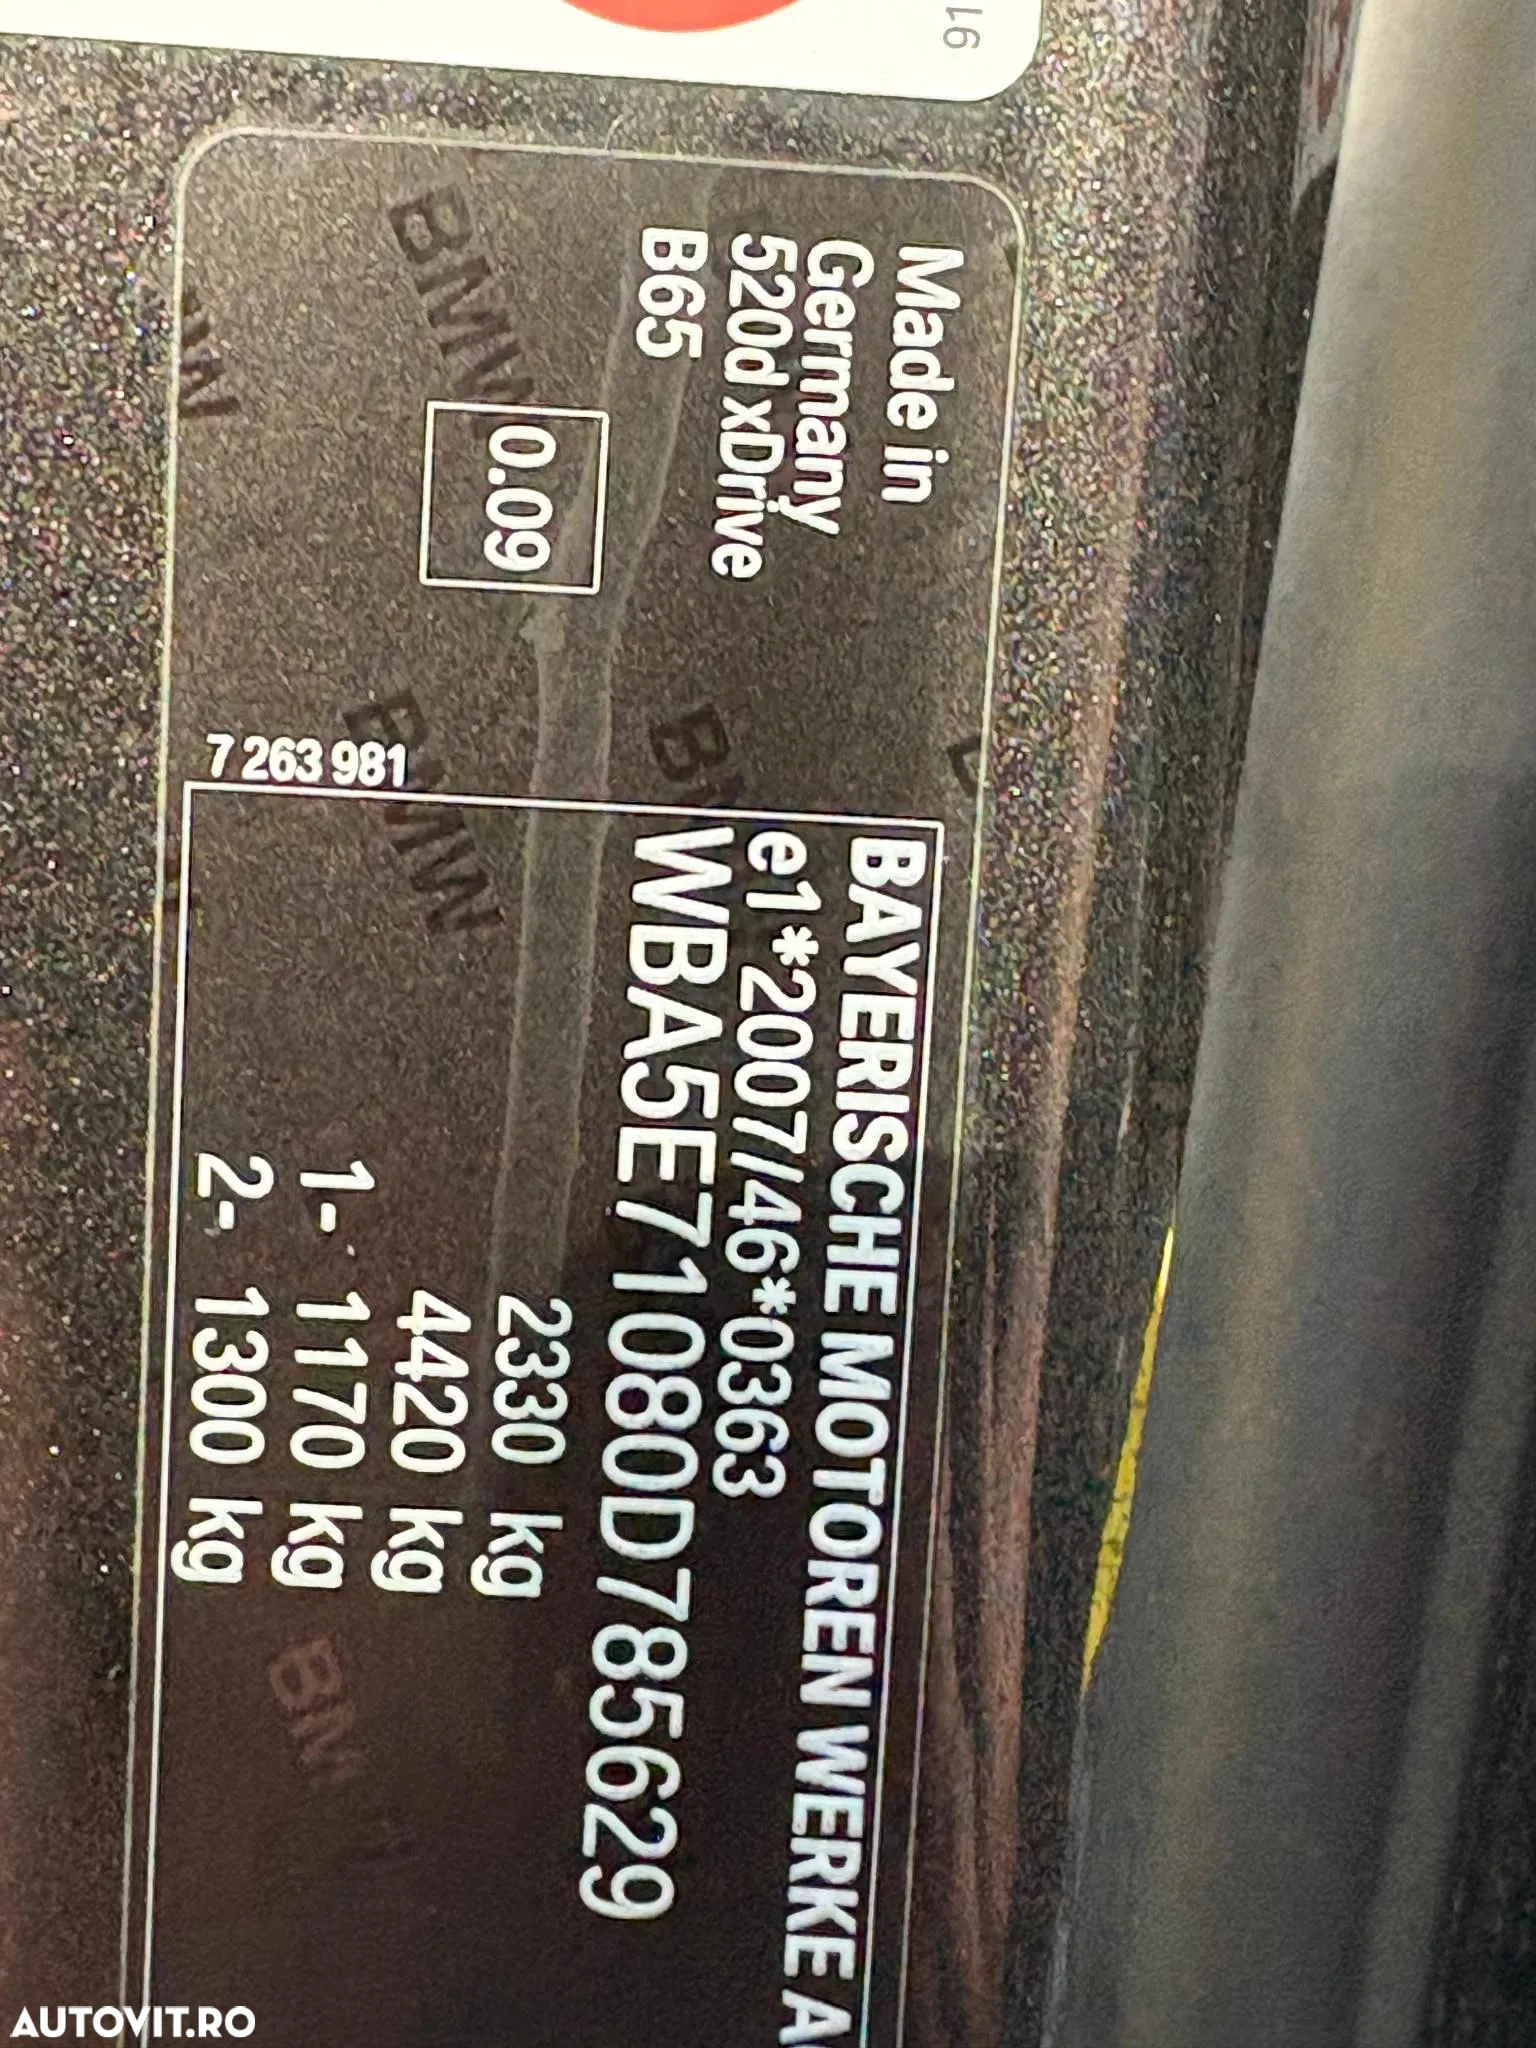 16
Made in
Germany
520d xDrive
B65
0.09
7 263 981
BAYERISCHE MOTOREN WERKE A
e1*2007/46*0363
WBA5E71080D785629
2330 kg
4420 kg
1- 1170 kg
2- 1300 kg
BMW
BMW
BMW
AUTOVIT.RO